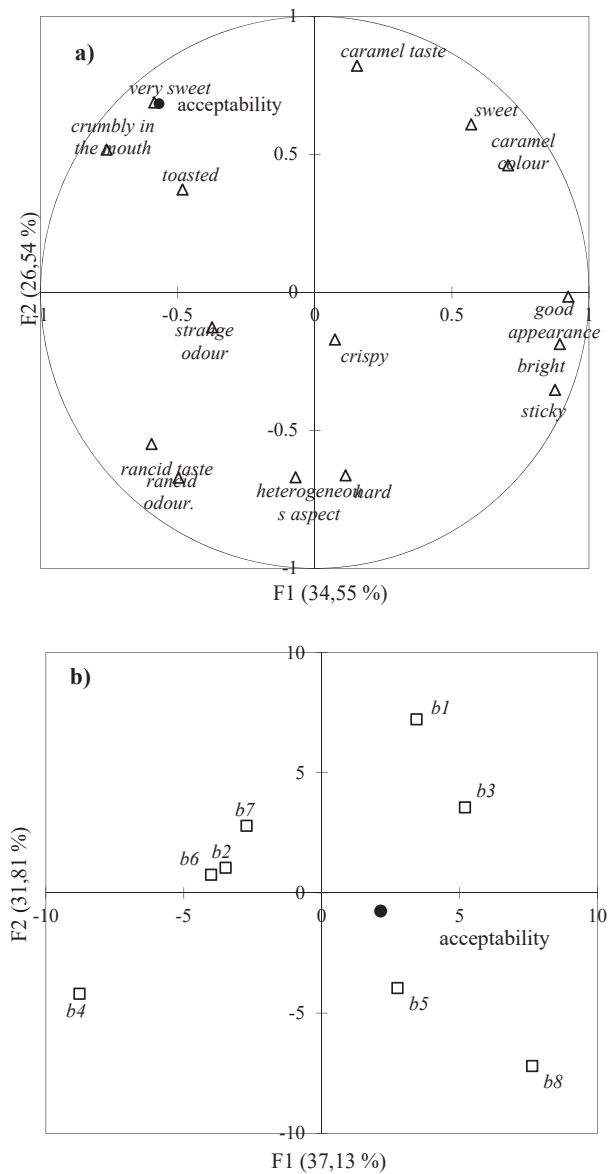 a)
1
caramel taste
very sweet
acceptability
sweet
crumbly in
the mouth
caramel
colour
0.5
toasted
F2 (26,54 %)
0
-1
-0.5
0
0.5
1
strange
odour
good
appearance
crispy
bright
sticky
-0.5
rancid taste
rancid
odour.
heterogeneou
s aspect
hard
-1
F1 (34,55 %)
b)
10
b1
5
b3
b7
b6
b2
F2 (31,81 %)
0
-10
-5
0
5
10
acceptability
b4
-5
b5
b8
-10
F1 (37,13 %)